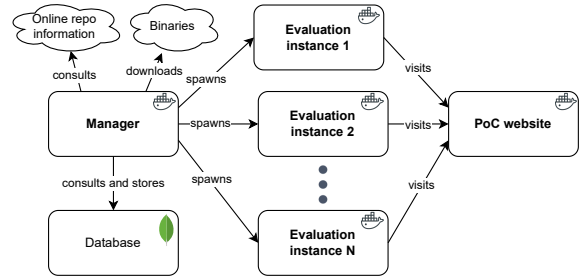 Online repo
information
Binaries
Evaluation
instance 1
consults
downloads
spawns
visits
Manager
spawns
Evaluation
instance 2
visits
PoC website
consults and stores
spawns
visits
Database
Evaluation
instance N